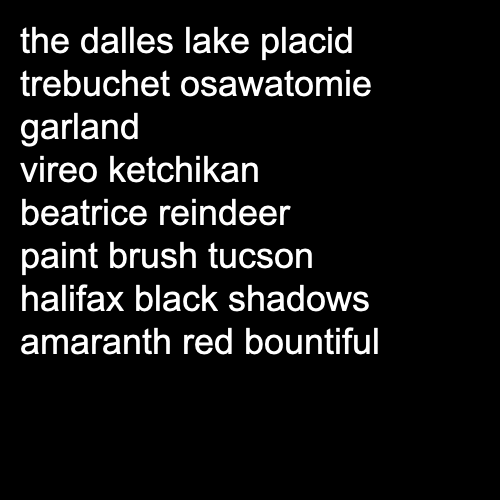 the dalles lake placid
trebuchet osawatomie
garland
vireo ketchikan
beatrice reindeer
paint brush tucson
halifax black shadows
amaranth red bountiful